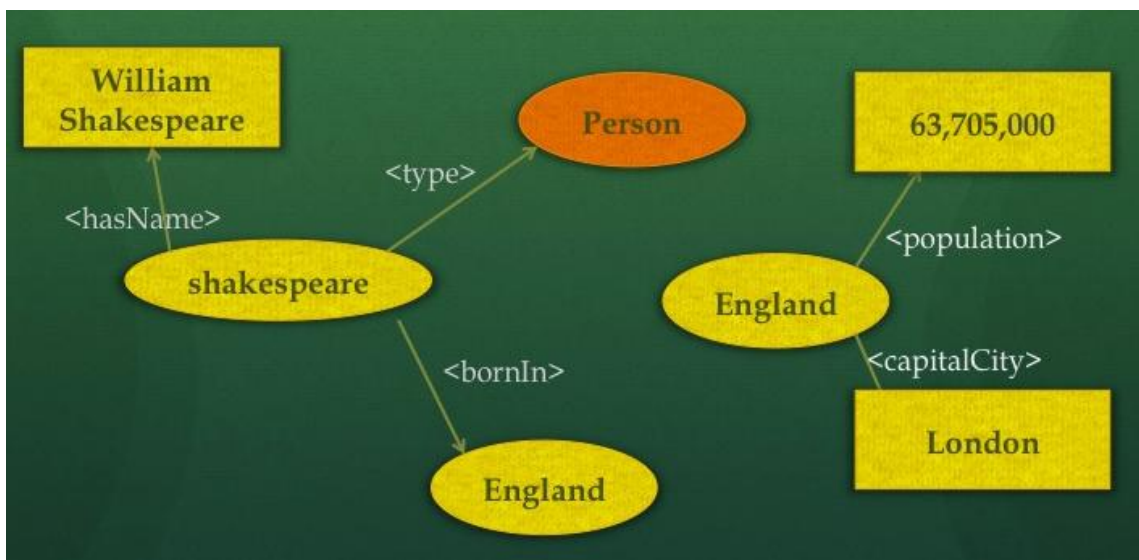 William
Shakespeare
Person
63,705,000
<type>
<hasName>
<population>
shakespeare
England
<bornIn>
<capitalCity>
London
England